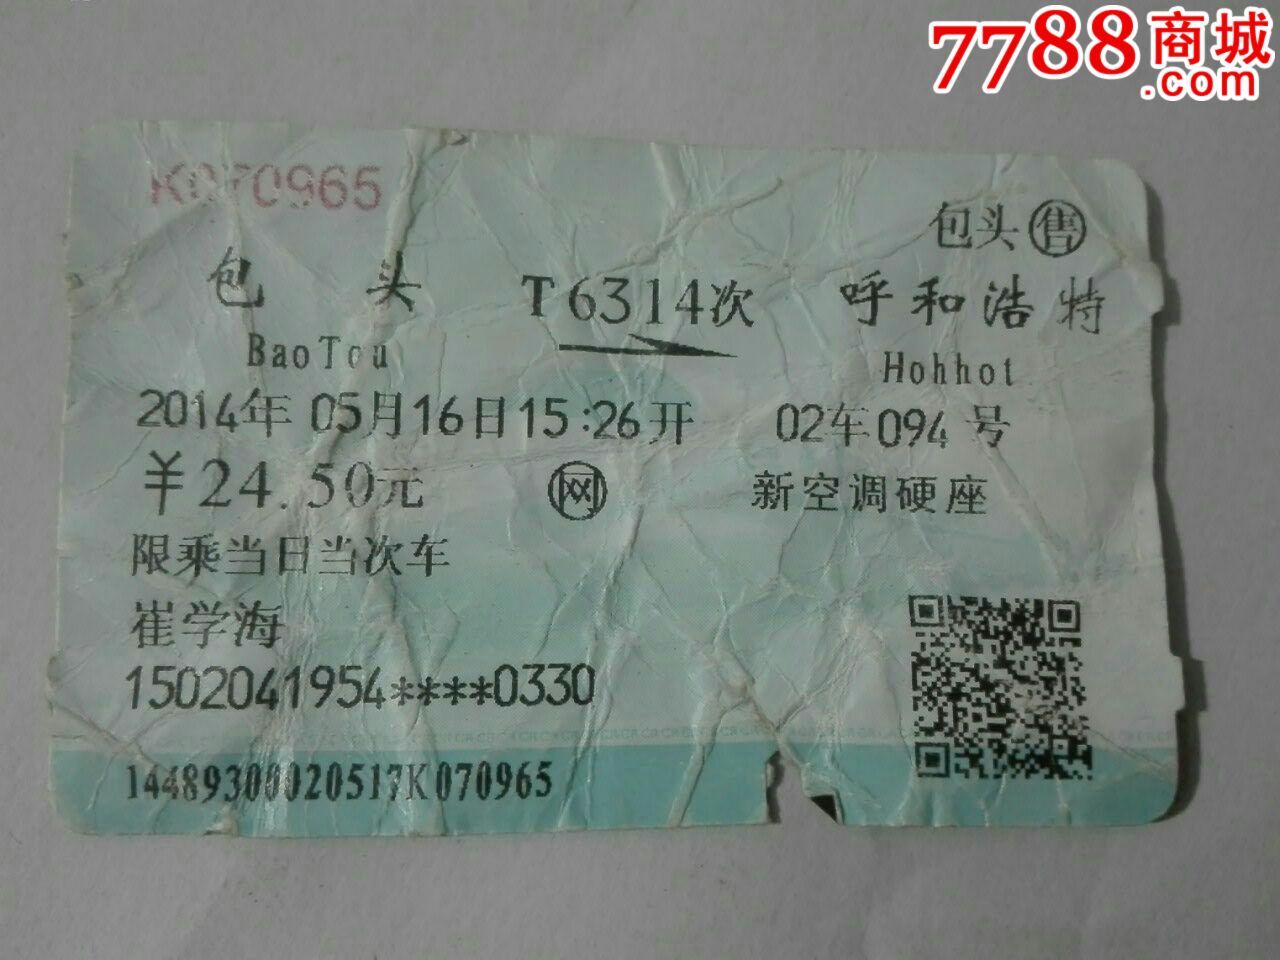 7788商城
.com
K070965
包头售
包头 T6314次 呼和浩特
BaoTou Hohhot
2014年05月16日15:26开 02车094号
¥24.50元 网 新空调硬座
限乘当日当次车
崔学海
1502041954****0330
14489300020517K070965